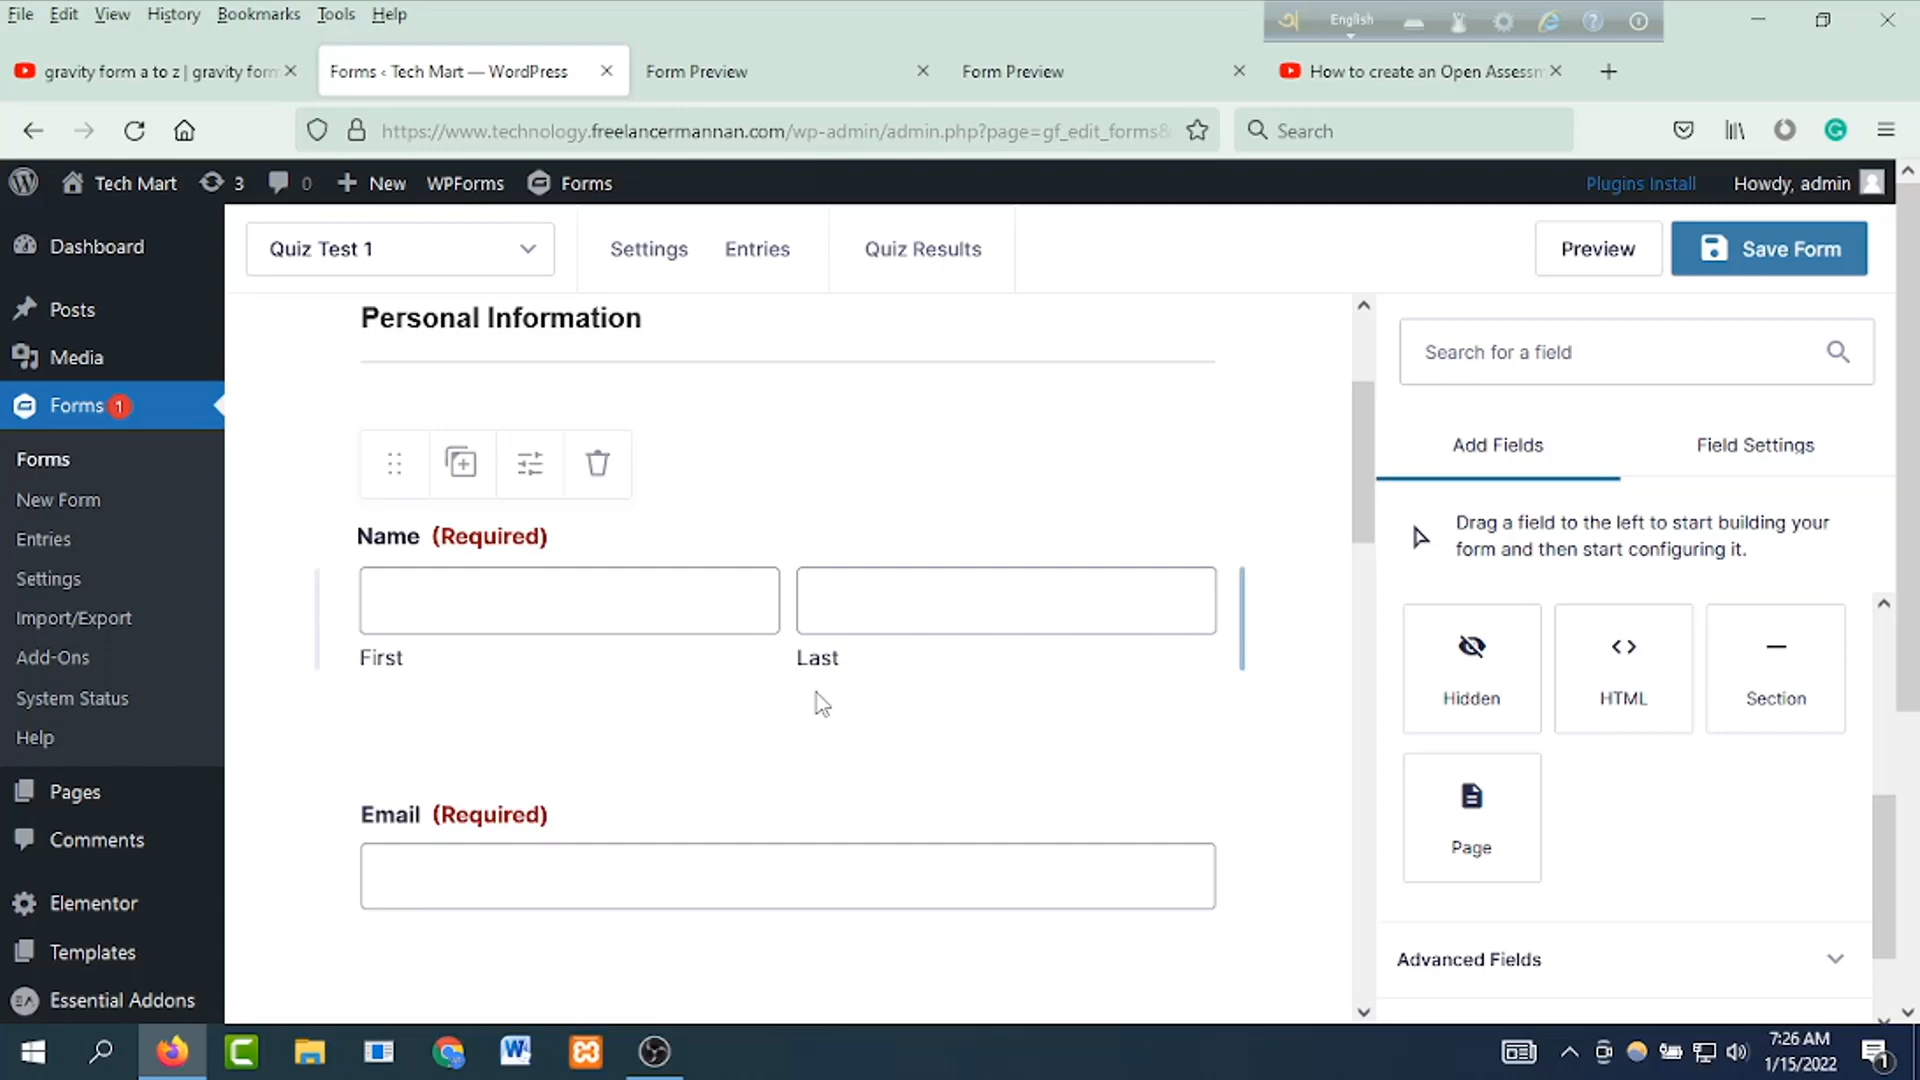 File Edit View History Bookmarks Tools Help
English
gravity form a to z | gravity form
Forms ‹ Tech Mart — WordPress
Form Preview
Form Preview
How to create an Open Assessm
https://www.technology.freelancermannan.com/wp-admin/admin.php?page=gf_edit_forms&
Search
Tech Mart 3 0 New WPForms Forms
Plugins Install Howdy, admin
Dashboard
Posts
Media
Forms 1
Forms
New Form
Entries
Settings
Import/Export
Add-Ons
System Status
Help
Pages
Comments
Elementor
Templates
EA Essential Addons
Quiz Test 1
Settings Entries Quiz Results
Preview Save Form
Personal Information
Name (Required)
First Last
Email (Required)
Search for a field
Add Fields Field Settings
Drag a field to the left to start building your
form and then start configuring it.
Hidden HTML Section
Page
Advanced Fields
7:26 AM
1/15/2022
1